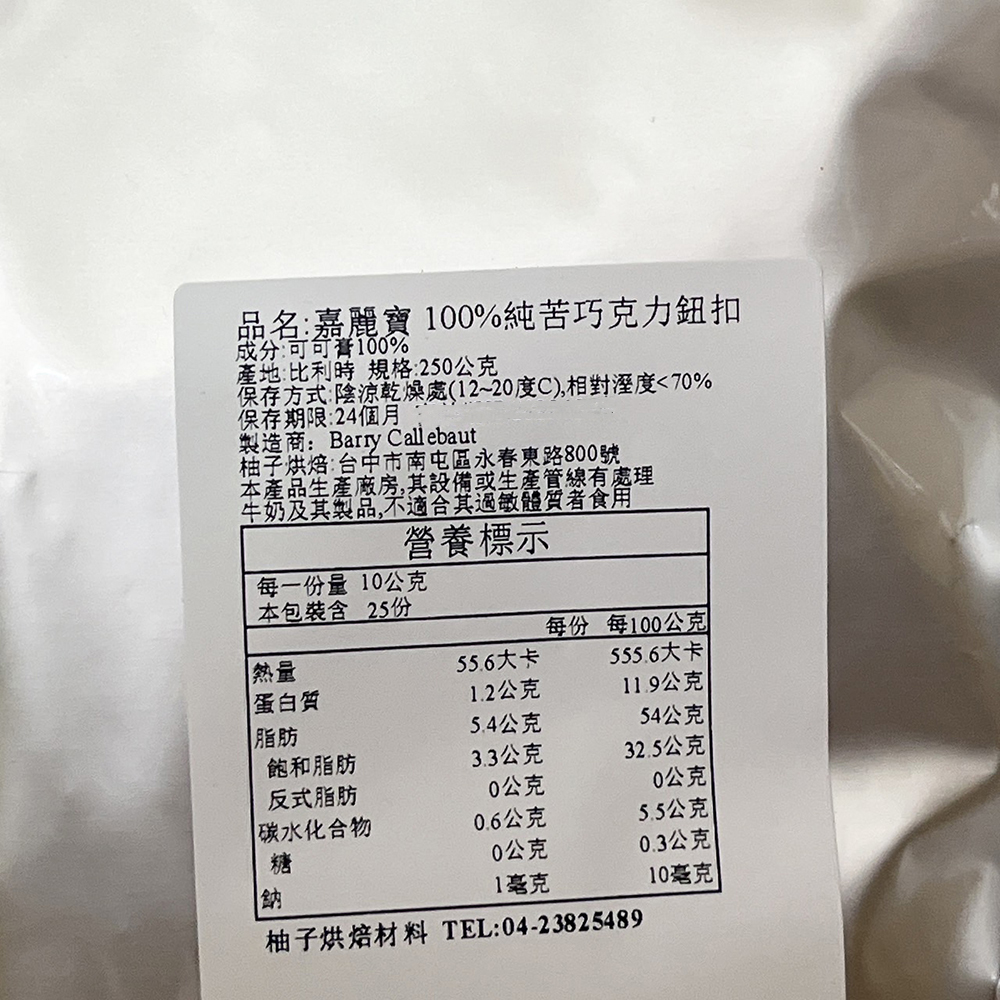 品名:嘉麗寶 100%純苦巧克力鈕扣
成分:可可膏100%
產地:比利時 規格:250公克
保存方式:陰涼乾燥處(12~20度C),相對溼度<70%
保存期限:24個月
製造商: Barry Callebaut
柚子烘焙:台中市南屯區永春東路800號
本產品生產廠房,其設備或生產管線有處理
牛奶及其製品,不適合其過敏體質者食用
營養標示
每一份量 10公克
本包裝含 25份
每份 每100公克
熱量 55.6大卡 555.6大卡
蛋白質 1.2公克 11.9公克
脂肪 5.4公克 54公克
飽和脂肪 3.3公克 32.5公克
反式脂肪 0公克 0公克
碳水化合物 0.6公克 5.5公克
糖 0公克 0.3公克
鈉 1毫克 10毫克
柚子烘焙材料 TEL:04-23825489